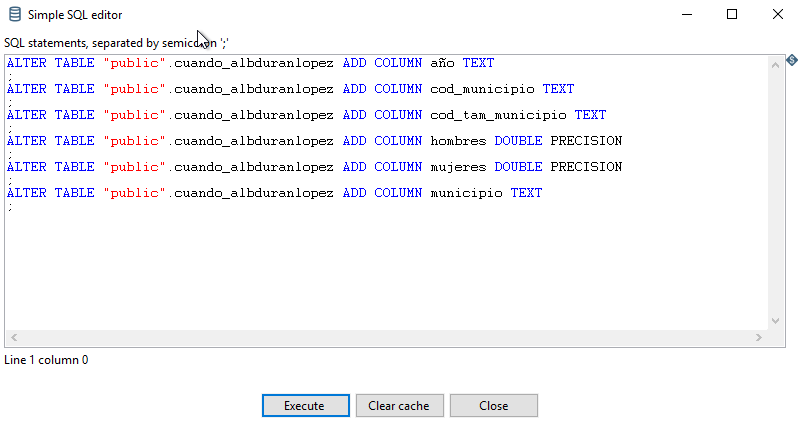 Simple SQL editor
SQL statements, separated by semicolon ';'
ALTER TABLE "public".cuando_albduranlopez ADD COLUMN año TEXT
;
ALTER TABLE "public".cuando_albduranlopez ADD COLUMN cod_municipio TEXT
;
ALTER TABLE "public".cuando_albduranlopez ADD COLUMN cod_tam_municipio TEXT
;
ALTER TABLE "public".cuando_albduranlopez ADD COLUMN hombres DOUBLE PRECISION
;
ALTER TABLE "public".cuando_albduranlopez ADD COLUMN mujeres DOUBLE PRECISION
;
ALTER TABLE "public".cuando_albduranlopez ADD COLUMN municipio TEXT
;
Line 1 column 0
Execute Clear cache Close